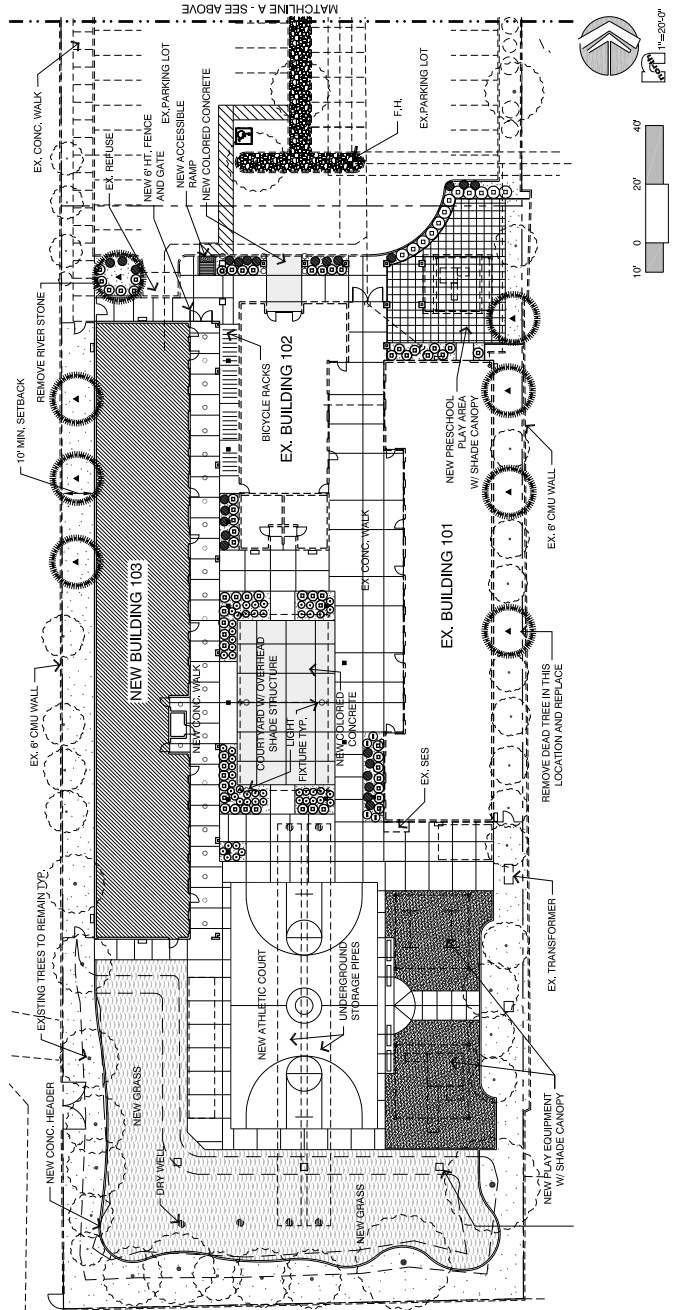 MATCHLINE A - SEE ABOVE
EX. CONC. WALK
EX. REFUSE
NEW 6' HT. FENCE
AND GATE
EX.PARKING LOT
NEW ACCESSIBLE
RAMP
NEW COLORED CONCRETE
F.H.
EX.PARKING LOT
north
1"=20'-0"
10'
0
20'
40'
10' MIN. SETBACK
REMOVE RIVER STONE
BICYCLE RACKS
EX. BUILDING 102
NEW PRESCHOOL
PLAY AREA
W/ SHADE CANOPY
EX. 6' CMU WALL
EX. 6' CMU WALL
NEW BUILDING 103
NEW CONC. WALK
COURTYARD W/ OVERHEAD
SHADE STRUCTURE
LIGHT
FIXTURE TYP.
NEW COLORED
CONCRETE
EX CONC. WALK
EX. BUILDING 101
EX. SES
REMOVE DEAD TREE IN THIS
LOCATION AND REPLACE
EXISTING TREES TO REMAIN TYP.
NEW ATHLETIC COURT
UNDERGROUND
STORAGE PIPES
EX. TRANSFORMER
NEW CONC. HEADER
NEW GRASS
DRY WELL
NEW GRASS
NEW PLAY EQUIPMENT
W/ SHADE CANOPY